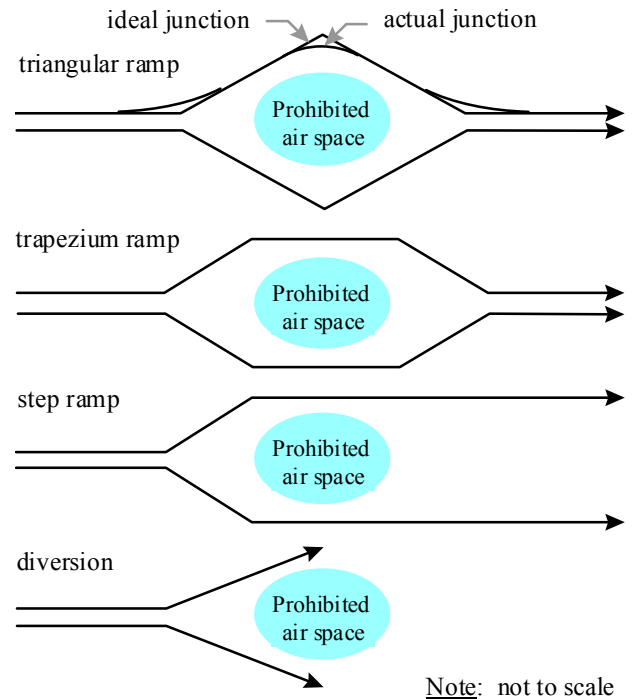 ideal junction
actual junction
triangular ramp
Prohibited
air space
trapezium ramp
Prohibited
air space
step ramp
Prohibited
air space
diversion
Prohibited
air space
Note: not to scale